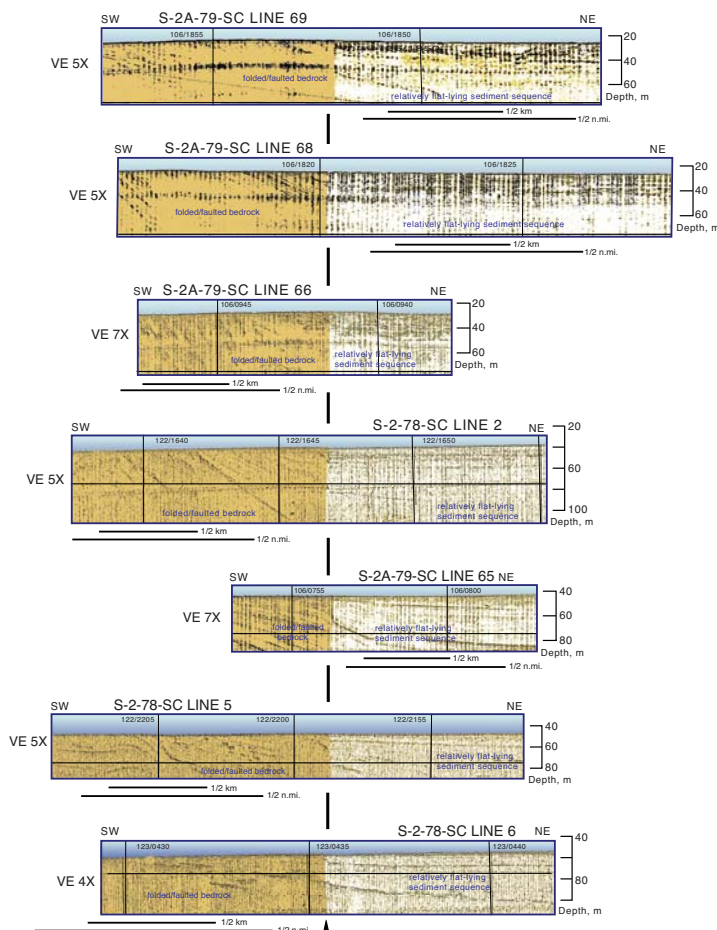 S-2A-79-SC LINE 69
SW
NE
106/1855
106/1850
VE 5X
20
40
60
folded/faulted bedrock
relatively flat-lying sediment sequence
Depth, m
1/2 km
1/2 n.mi.
S-2A-79-SC LINE 68
SW
NE
106/1820
106/1825
VE 5X
20
40
60
folded/faulted bedrock
relatively flat-lying sediment sequence
Depth, m
1/2 km
1/2 n.mi.
S-2A-79-SC LINE 66
SW
NE
106/0945
106/0940
VE 7X
20
40
60
folded/faulted bedrock
relatively flat-lying
sediment sequence
Depth, m
1/2 km
1/2 n.mi.
S-2-78-SC LINE 2
SW
NE
122/1640
122/1645
122/1650
VE 5X
20
60
100
folded/faulted bedrock
relatively flat-lying
sediment sequence
Depth, m
1/2 km
1/2 n.mi.
S-2A-79-SC LINE 65
SW
NE
106/0755
106/0800
VE 7X
40
60
80
folded/faulted
bedrock
relatively flat-lying
sediment sequence
Depth, m
1/2 km
1/2 n.mi.
S-2-78-SC LINE 5
SW
NE
122/2205
122/2200
122/2155
VE 5X
40
60
80
folded/faulted bedrock
relatively flat-lying
sediment sequence
Depth, m
1/2 km
1/2 n.mi.
S-2-78-SC LINE 6
SW
NE
123/0430
123/0435
123/0440
VE 4X
40
80
folded/faulted bedrock
relatively flat-lying
sediment sequence
Depth, m
1/2 km
1/2 n.mi.